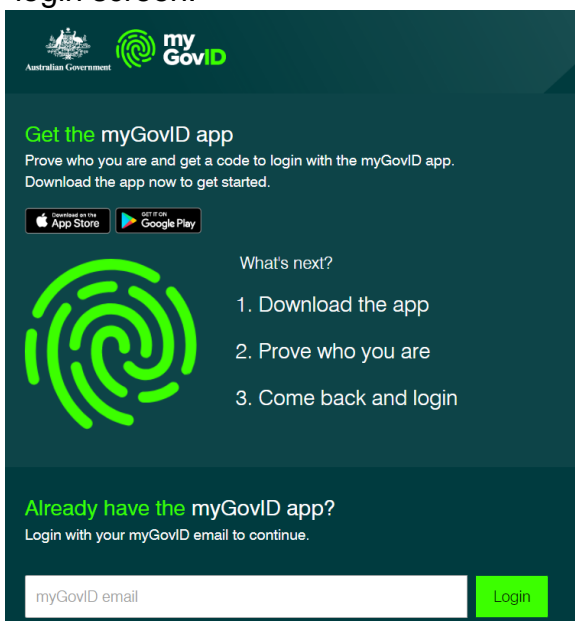 login screen.
Australian Government
my
GovID
Get the myGovID app
Prove who you are and get a code to login with the myGovID app.
Download the app now to get started.
Download on the
App Store
GET IT ON
Google Play
What's next?
1. Download the app
2. Prove who you are
3. Come back and login
Already have the myGovID app?
Login with your myGovID email to continue.
myGovID email
Login